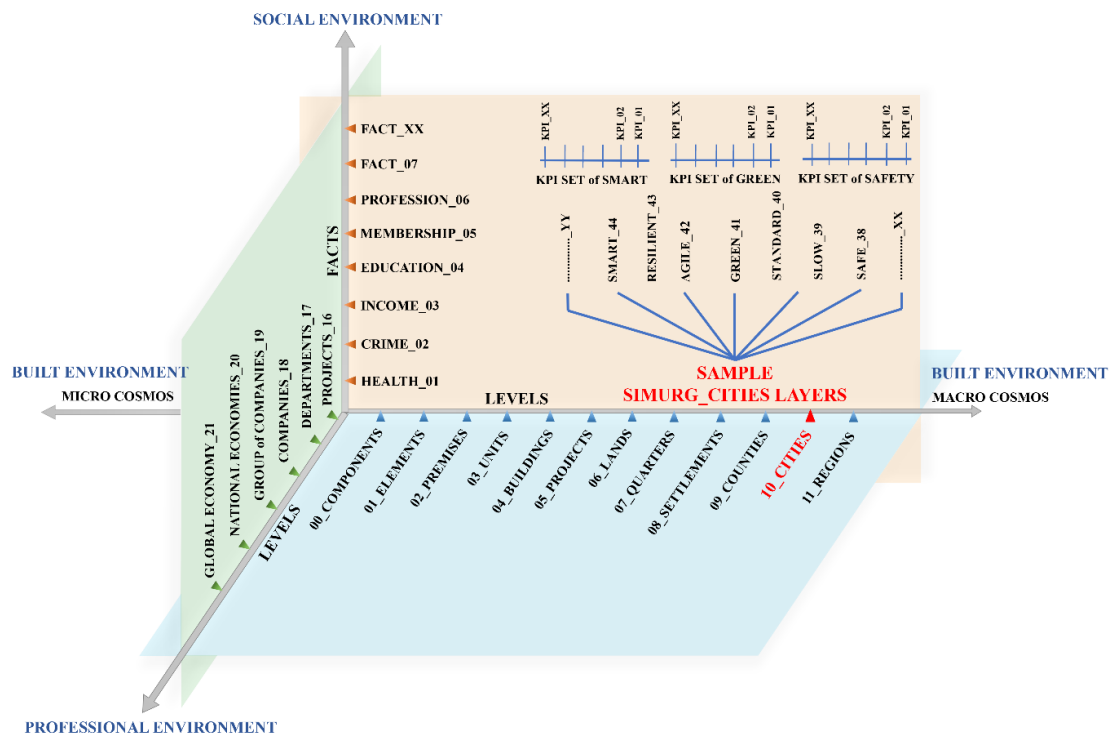 SOCIAL ENVIRONMENT
FACT_XX
FACT_07
PROFESSION_06
MEMBERSHIP_05
EDUCATION_04
INCOME_03
CRIME_02
HEALTH_01
FACTS
KPI_XX
KPI_02
KPI_01
KPI SET of SMART
KPI_XX
KPI_02
KPI_01
KPI SET of GREEN
KPI_XX
KPI_02
KPI_01
KPI SET of SAFETY
............_YY
SMART_44
RESILIENT_43
AGILE_42
GREEN_41
STANDARD_40
SLOW_39
SAFE_38
............_XX
SAMPLE
SIMURG_CITIES LAYERS
BUILT ENVIRONMENT
MICRO COSMOS
BUILT ENVIRONMENT
MACRO COSMOS
LEVELS
00_COMPONENTS
01_ELEMENTS
02_PREMISES
03_UNITS
04_BUILDINGS
05_PROJECTS
06_LANDS
07_QUARTERS
08_SETTLEMENTS
09_COUNTIES
10_CITIES
11_REGIONS
GLOBAL ECONOMY_21
NATIONAL ECONOMIES_20
GROUP of COMPANIES_19
COMPANIES_18
DEPARTMENTS_17
PROJECTS_16
LEVELS
PROFESSIONAL ENVIRONMENT